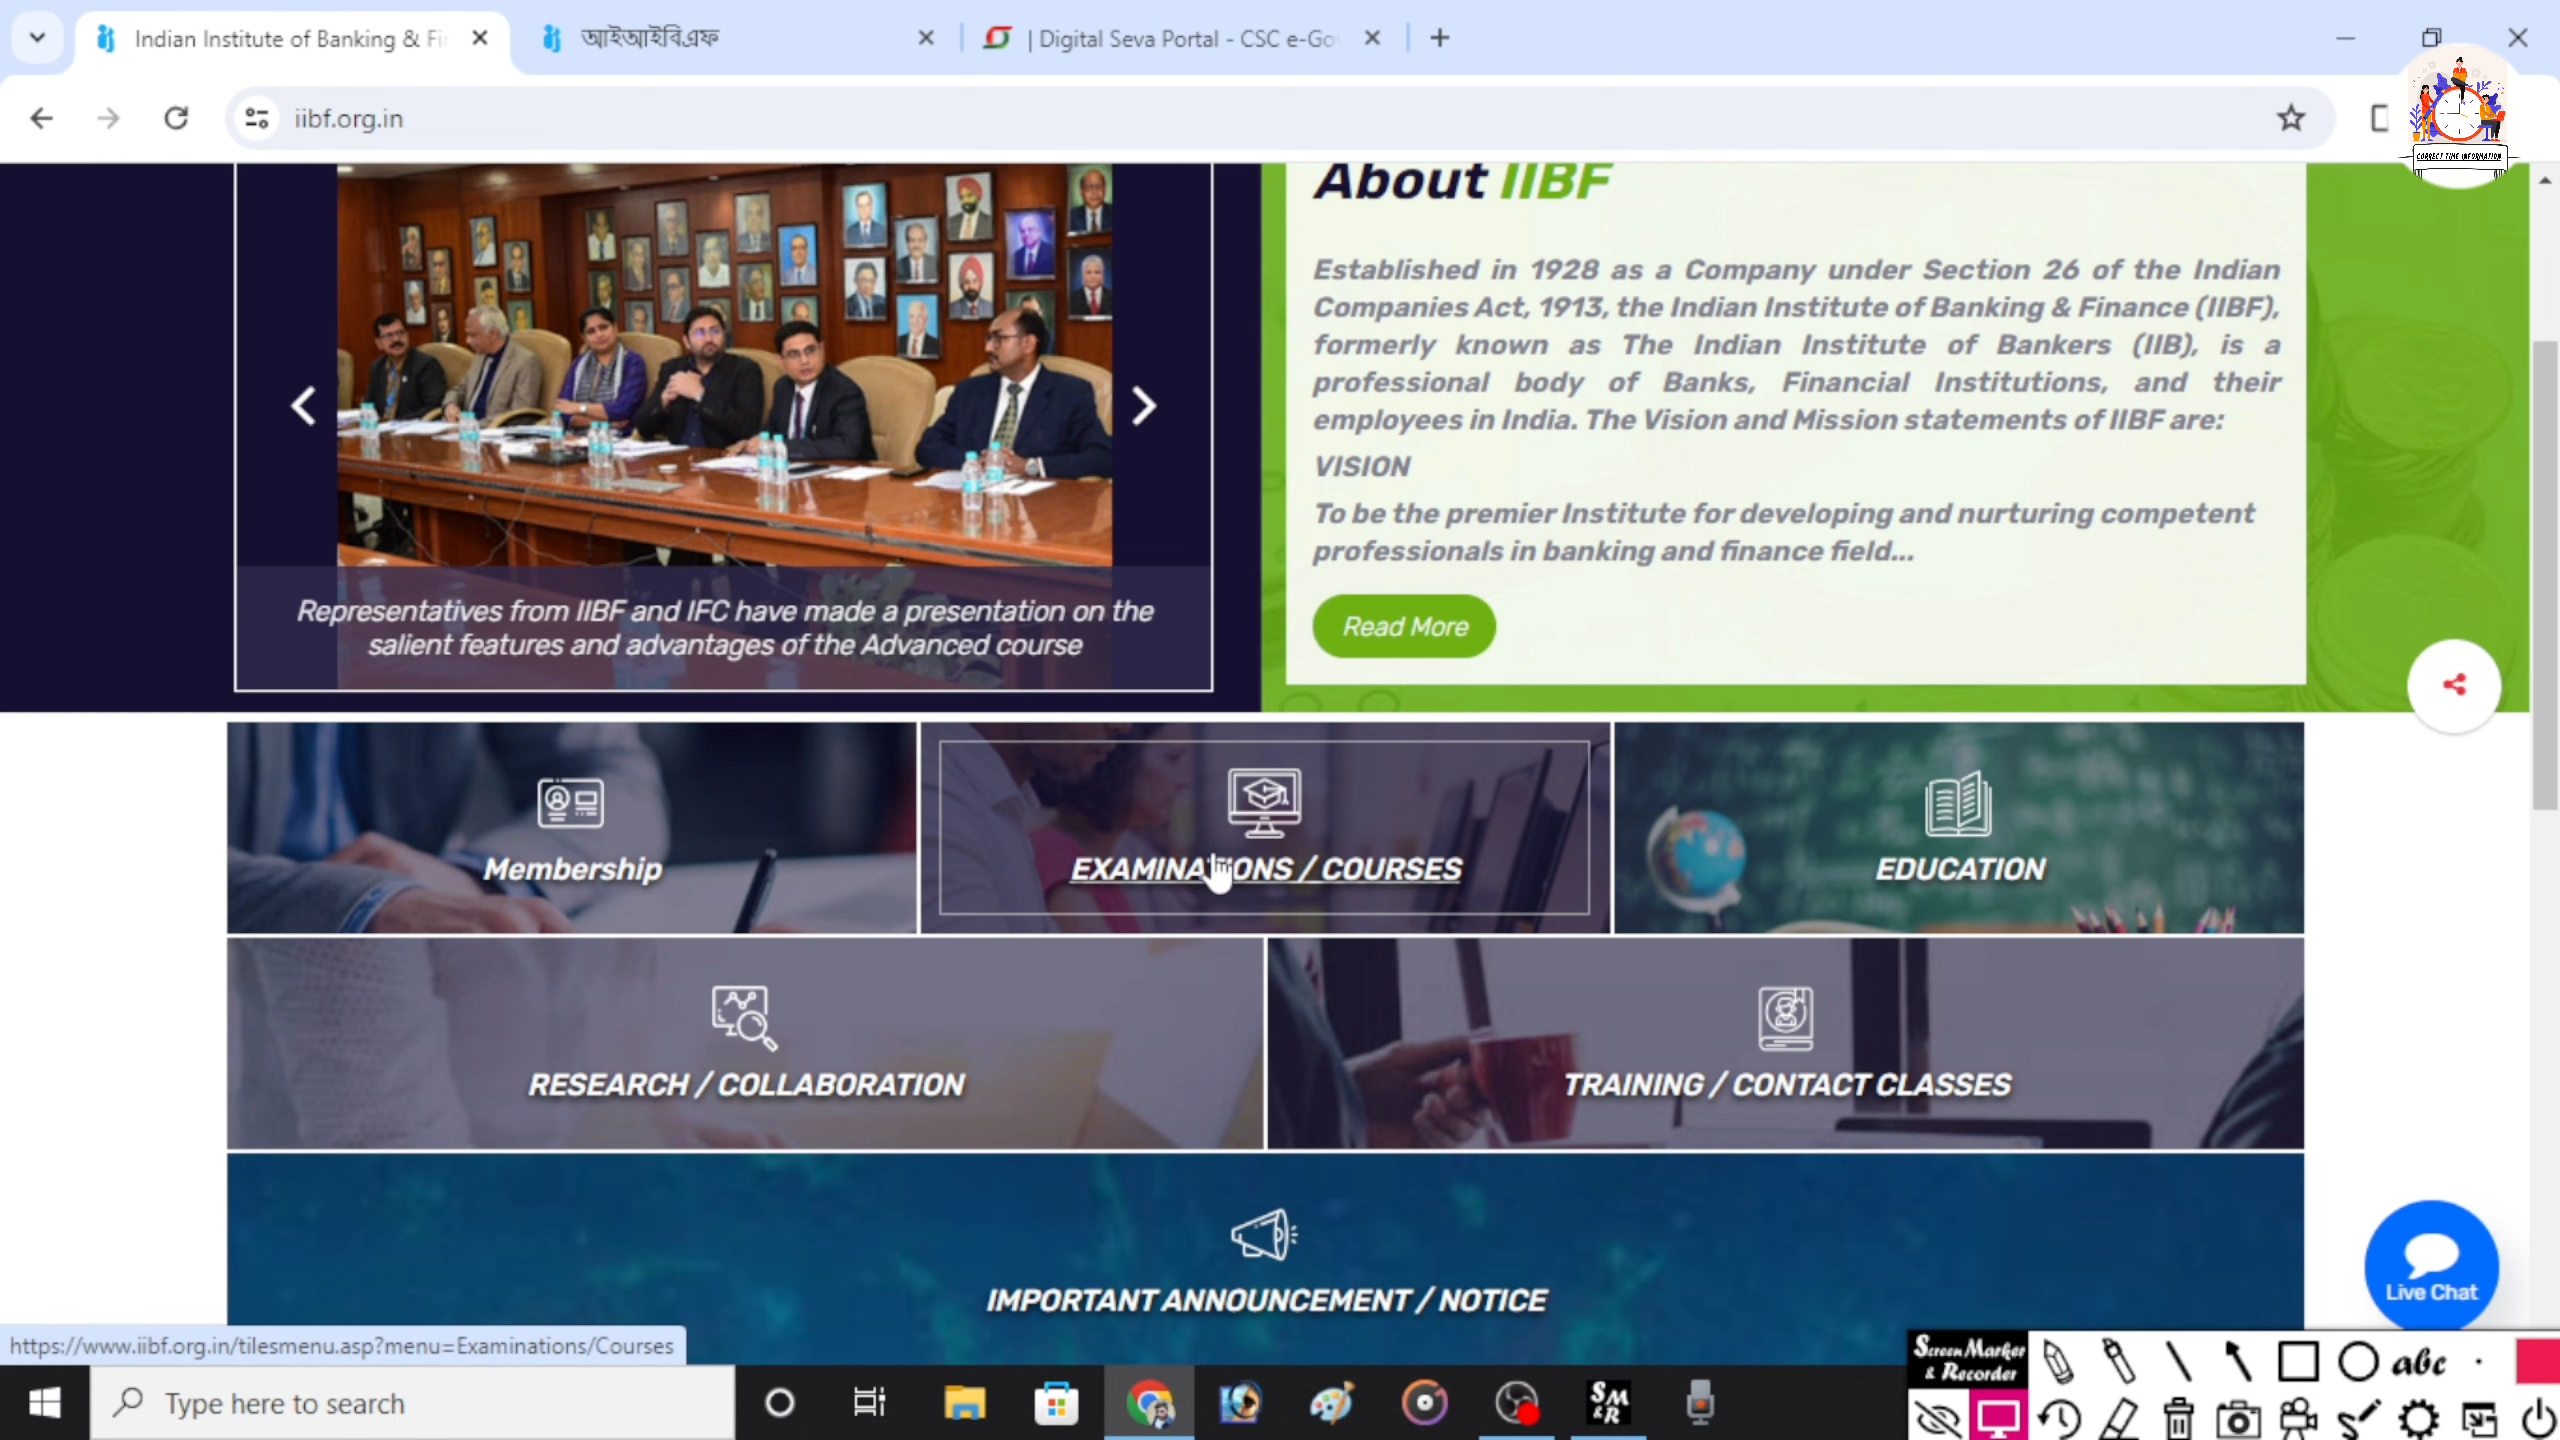 Indian Institute of Banking & Fi
আইআইবিএফ
| Digital Seva Portal - CSC e-Gov
iibf.org.in
CORRECT TIME INFORMATION
About IIBF
Established in 1928 as a Company under Section 26 of the Indian
Companies Act, 1913, the Indian Institute of Banking & Finance (IIBF),
formerly known as The Indian Institute of Bankers (IIB), is a
professional body of Banks, Financial Institutions, and their
employees in India. The Vision and Mission statements of IIBF are:
VISION
To be the premier Institute for developing and nurturing competent
professionals in banking and finance field...
Read More
Representatives from IIBF and IFC have made a presentation on the
salient features and advantages of the Advanced course
Membership
EXAMINATIONS / COURSES
EDUCATION
RESEARCH / COLLABORATION
TRAINING / CONTACT CLASSES
IMPORTANT ANNOUNCEMENT / NOTICE
Live Chat
https://www.iibf.org.in/tilesmenu.asp?menu=Examinations/Courses
Screen Marker
& Recorder
abc
Type here to search
SM
&R